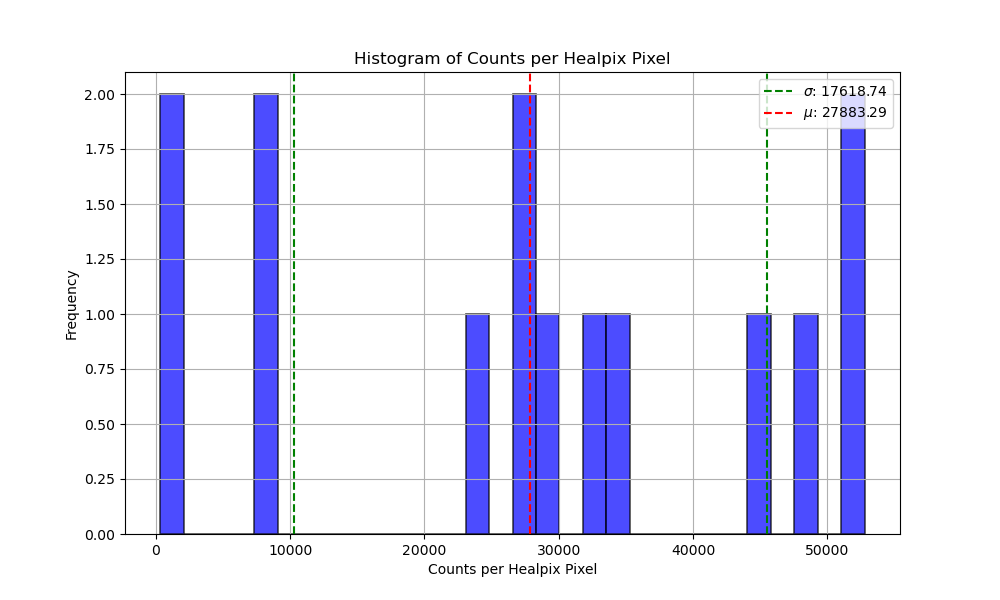 Histogram of Counts per Healpix Pixel
σ: 17618.74
μ: 27883.29
2.00
1.75
1.50
1.25
1.00
0.75
0.50
0.25
0.00
Frequency
0 10000 20000 30000 40000 50000
Counts per Healpix Pixel